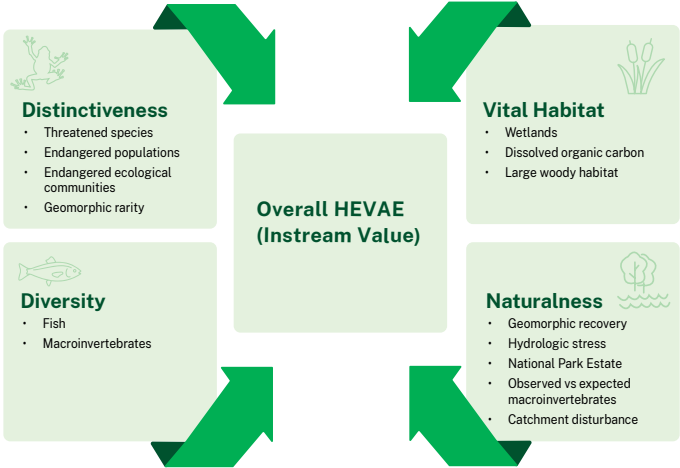 Distinctiveness
• Threatened species
• Endangered populations
• Endangered ecological
communities
• Geomorphic rarity
Vital Habitat
• Wetlands
• Dissolved organic carbon
• Large woody habitat
Overall HEVAE
(Instream Value)
Diversity
• Fish
• Macroinvertebrates
Naturalness
• Geomorphic recovery
• Hydrologic stress
• National Park Estate
• Observed vs expected
macroinvertebrates
• Catchment disturbance